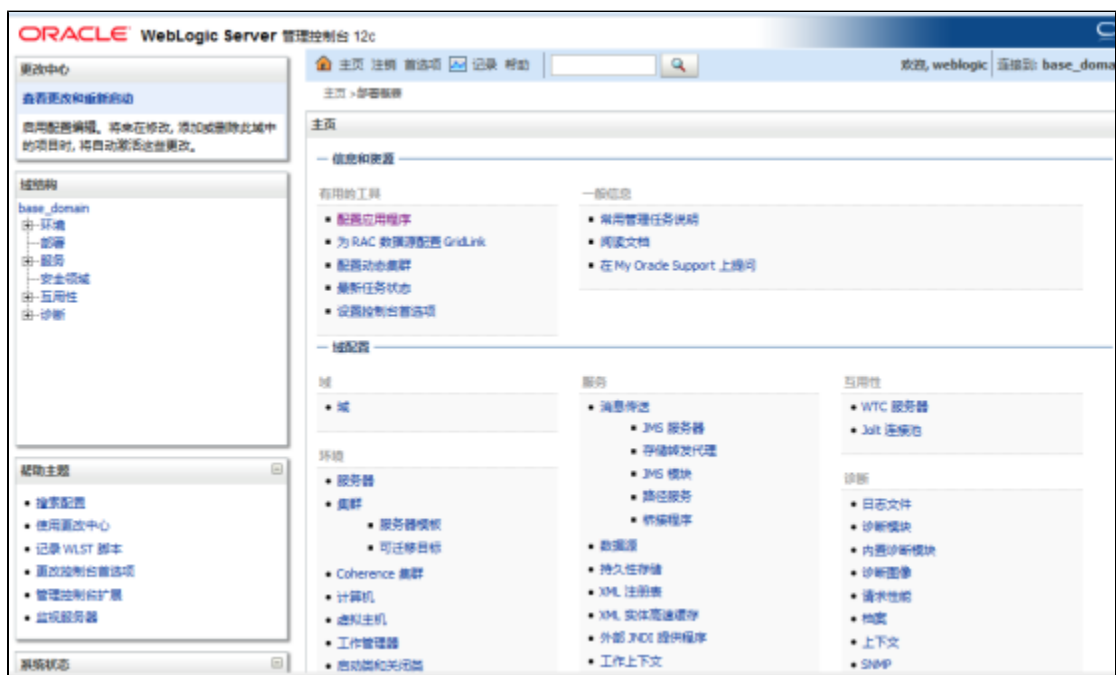 ORACLE WebLogic Server 管理控制台 12c
更改中心
查看更改和重新启动
启用配置编辑。将来在修改, 添加或删除此域中
的项目时, 将自动激活这些更改。
域结构
base_domain
环境
部署
服务
安全领域
互用性
诊断
帮助主题
搜索配置
使用更改中心
记录 WLST 脚本
更改控制台首选项
管理控制台扩展
监视服务器
系统状态
主页 注销 首选项 记录 帮助
欢迎, weblogic 连接到: base_doma
主页 >部署概要
主页
信息和资源
有用的工具
配置应用程序
为 RAC 数据源配置 GridLink
配置动态集群
最新任务状态
设置控制台首选项
一般信息
常用管理任务说明
阅读文档
在 My Oracle Support 上提问
域配置
域
域
环境
服务器
集群
服务器模板
可迁移目标
Coherence 集群
计算机
虚拟主机
工作管理器
启动类和关闭类
服务
消息传送
JMS 服务器
存储转发代理
JMS 模块
路径服务
桥接程序
数据源
持久性存储
XML 注册表
XML 实体高速缓存
外部 JNDI 提供程序
工作上下文
互用性
WTC 服务器
Jolt 连接池
诊断
日志文件
诊断模块
内置诊断模块
诊断图像
请求性能
档案
上下文
SNMP